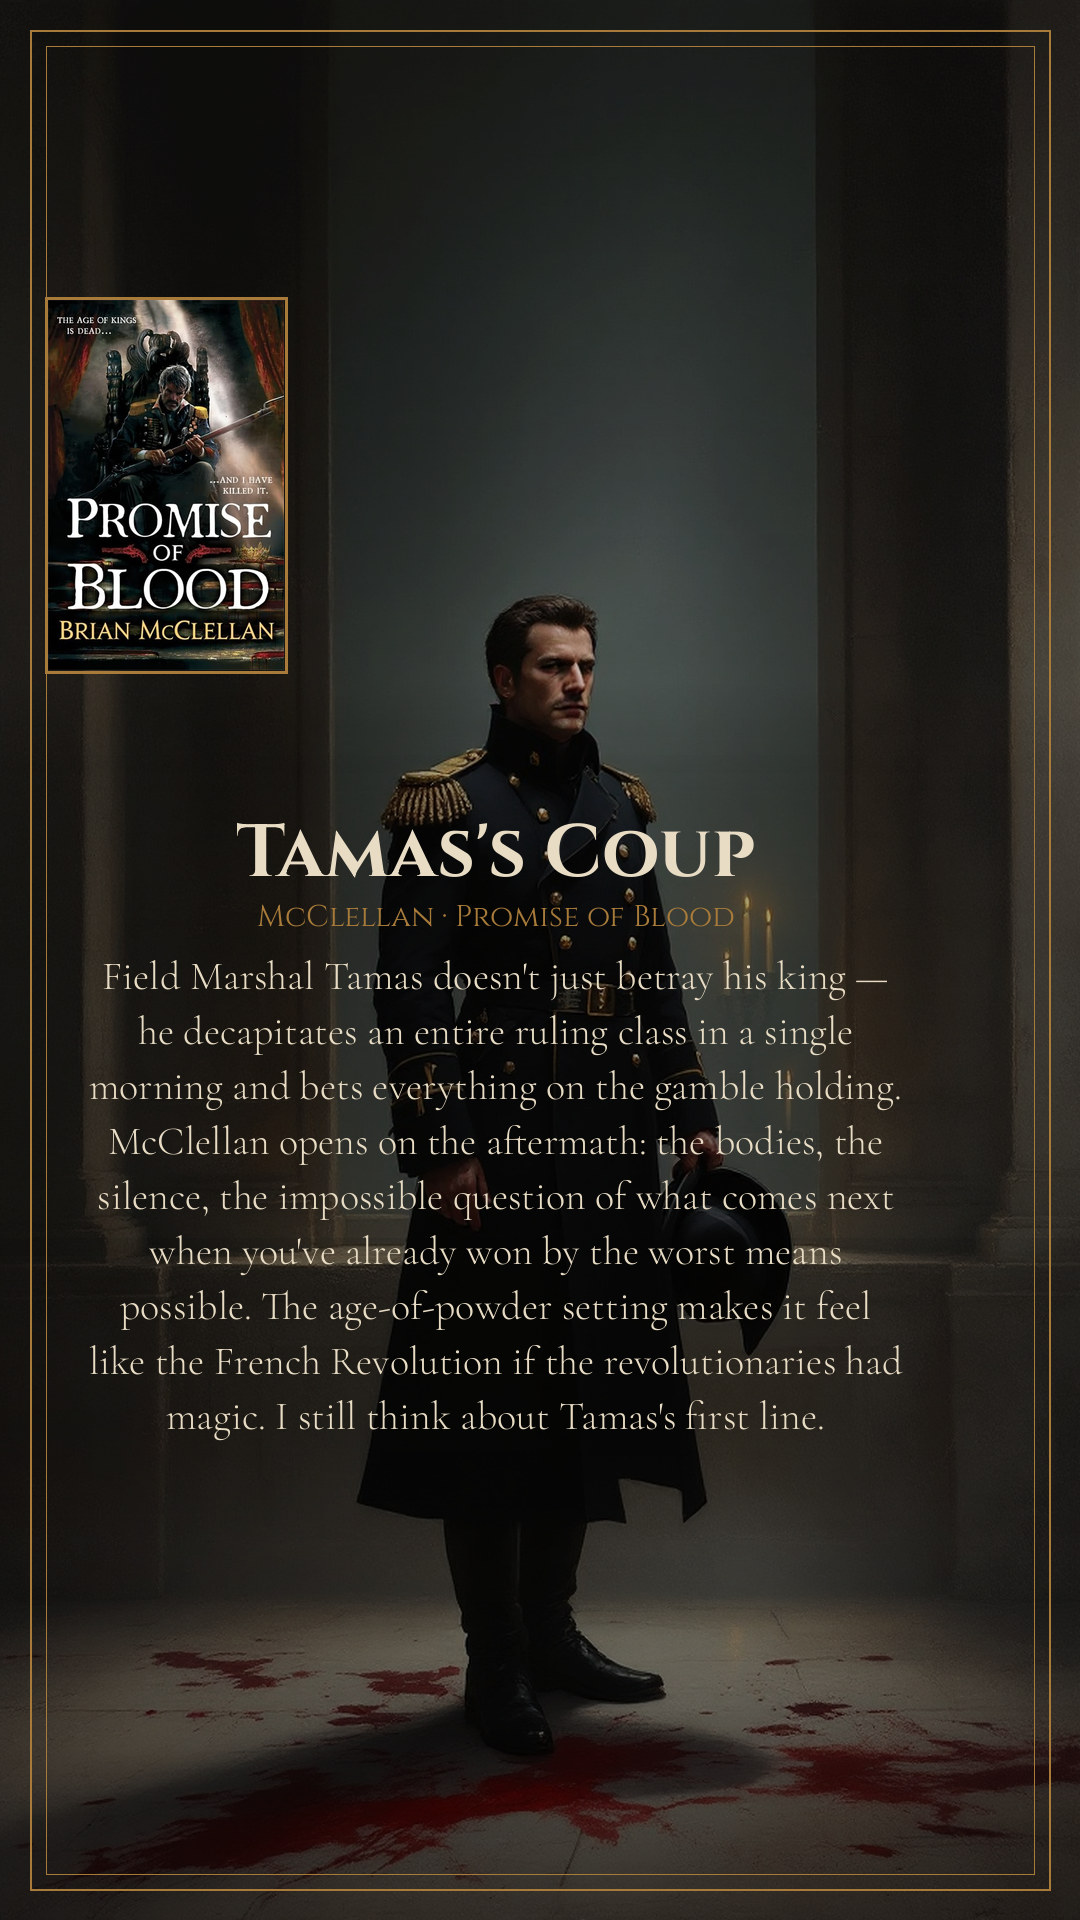 THE AGE OF KINGS
IS DEAD...
...AND I HAVE
KILLED IT.
PROMISE
OF
BLOOD
BRIAN MCCLELLAN
TAMAS'S COUP
MCCLELLAN · PROMISE OF BLOOD
Field Marshal Tamas doesn't just betray his king —
he decapitates an entire ruling class in a single
morning and bets everything on the gamble holding.
McClellan opens on the aftermath: the bodies, the
silence, the impossible question of what comes next
when you've already won by the worst means
possible. The age-of-powder setting makes it feel
like the French Revolution if the revolutionaries had
magic. I still think about Tamas's first line.